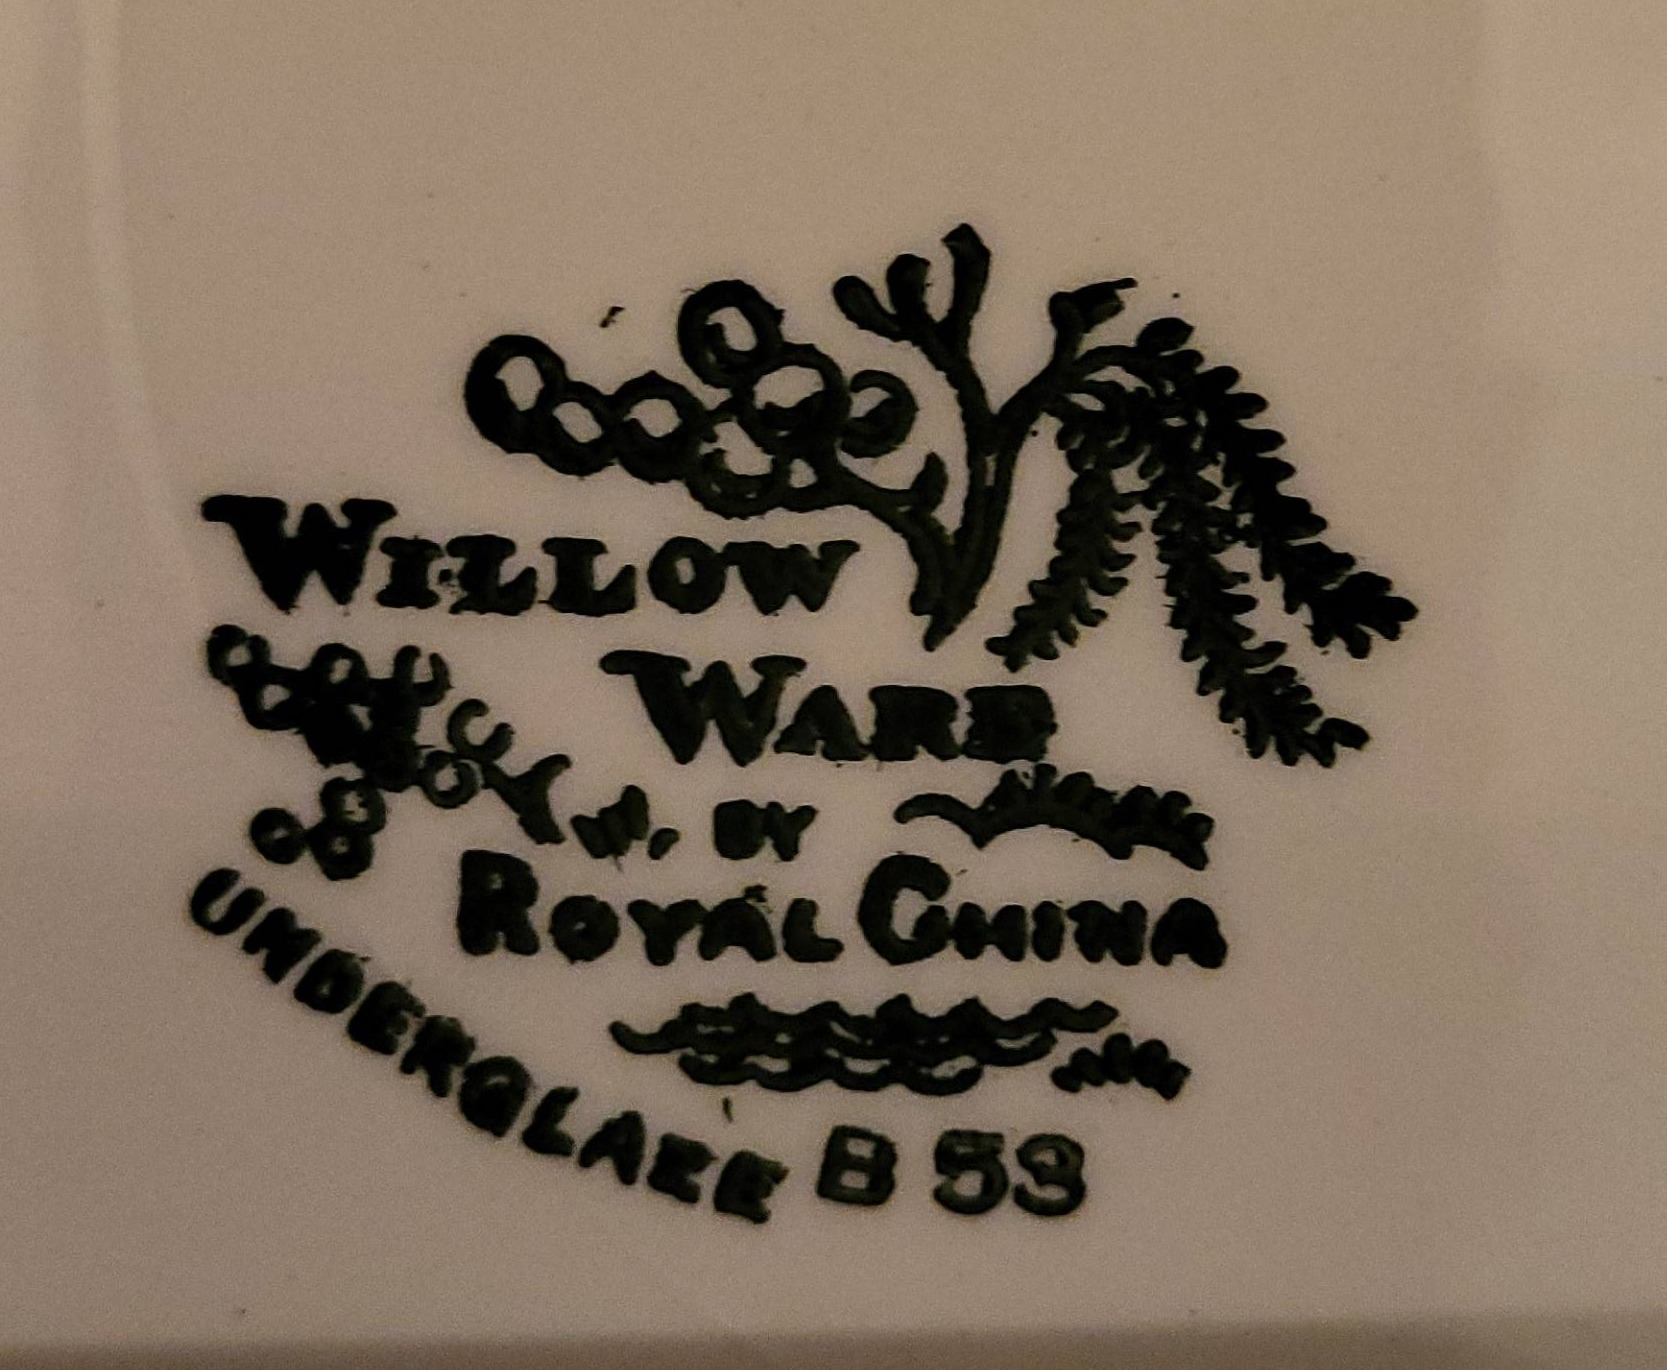 WILLOW
WARE
BY
ROYAL CHINA
UNDERGLAZE B 53